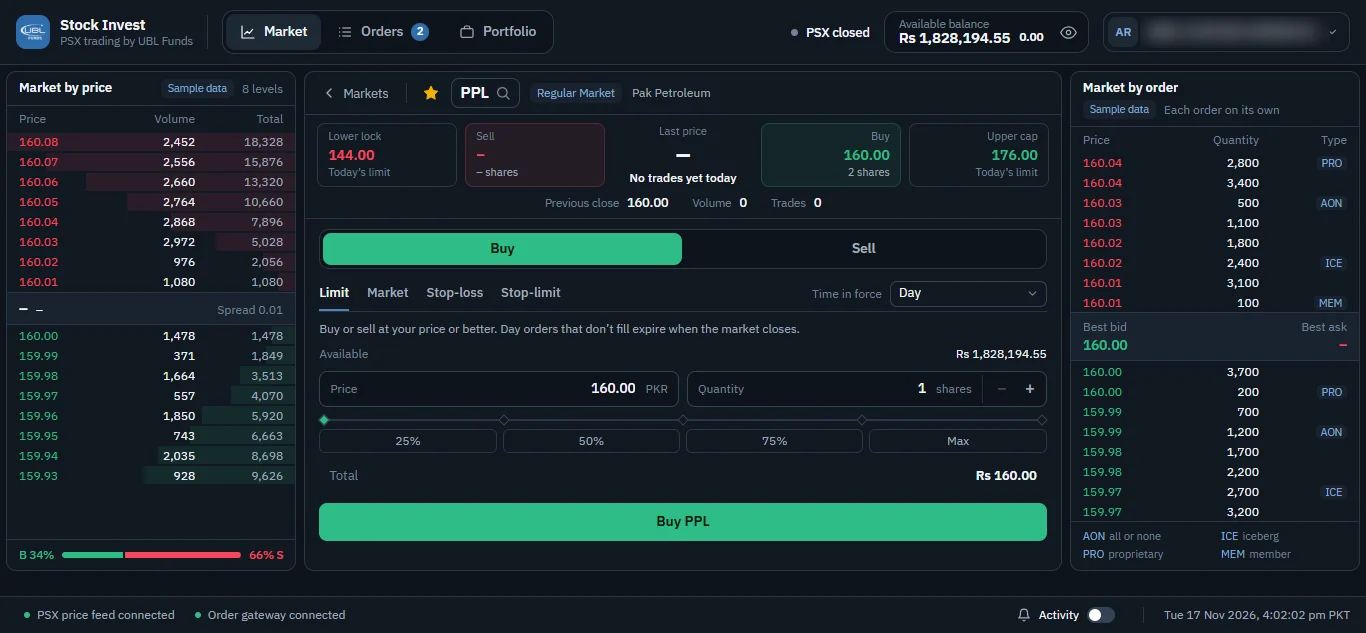 UBL FUNDS
Stock Invest
PSX trading by UBL Funds
Market
Orders 2
Portfolio
PSX closed
Available balance
Rs 1,828,194.55 0.00
AR
Market by price Sample data 8 levels
Price Volume Total
160.08 2,452 18,328
160.07 2,556 15,876
160.06 2,660 13,320
160.05 2,764 10,660
160.04 2,868 7,896
160.03 2,972 5,028
160.02 976 2,056
160.01 1,080 1,080
– – Spread 0.01
160.00 1,478 1,478
159.99 371 1,849
159.98 1,664 3,513
159.97 557 4,070
159.96 1,850 5,920
159.95 743 6,663
159.94 2,035 8,698
159.93 928 9,626
B 34% 66% S
Markets
PPL
Regular Market Pak Petroleum
Lower lock
144.00
Today's limit
Sell
–
– shares
Last price
—
No trades yet today
Buy
160.00
2 shares
Upper cap
176.00
Today's limit
Previous close 160.00 Volume 0 Trades 0
Buy Sell
Limit Market Stop-loss Stop-limit Time in force Day
Buy or sell at your price or better. Day orders that don't fill expire when the market closes.
Available Rs 1,828,194.55
Price 160.00 PKR Quantity 1 shares − +
25% 50% 75% Max
Total Rs 160.00
Buy PPL
Market by order
Sample data Each order on its own
Price Quantity Type
160.04 2,800 PRO
160.04 3,400
160.03 500 AON
160.03 1,100
160.02 1,800
160.02 2,400 ICE
160.01 3,100
160.01 100 MEM
Best bid Best ask
160.00 –
160.00 3,700
160.00 200 PRO
159.99 700
159.99 1,200 AON
159.98 1,700
159.98 2,200
159.97 2,700 ICE
159.97 3,200
AON all or none ICE iceberg
PRO proprietary MEM member
PSX price feed connected Order gateway connected
Activity
Tue 17 Nov 2026, 4:02:02 pm PKT